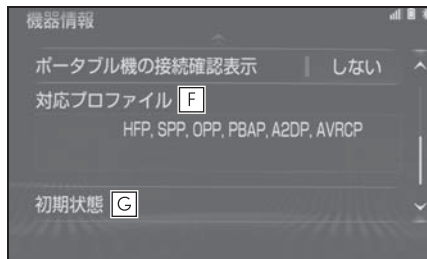 機器情報
ポータブル機の接続確認表示 しない
対応プロファイル F
HFP, SPP, OPP, PBAP, A2DP, AVRCP
初期状態 G